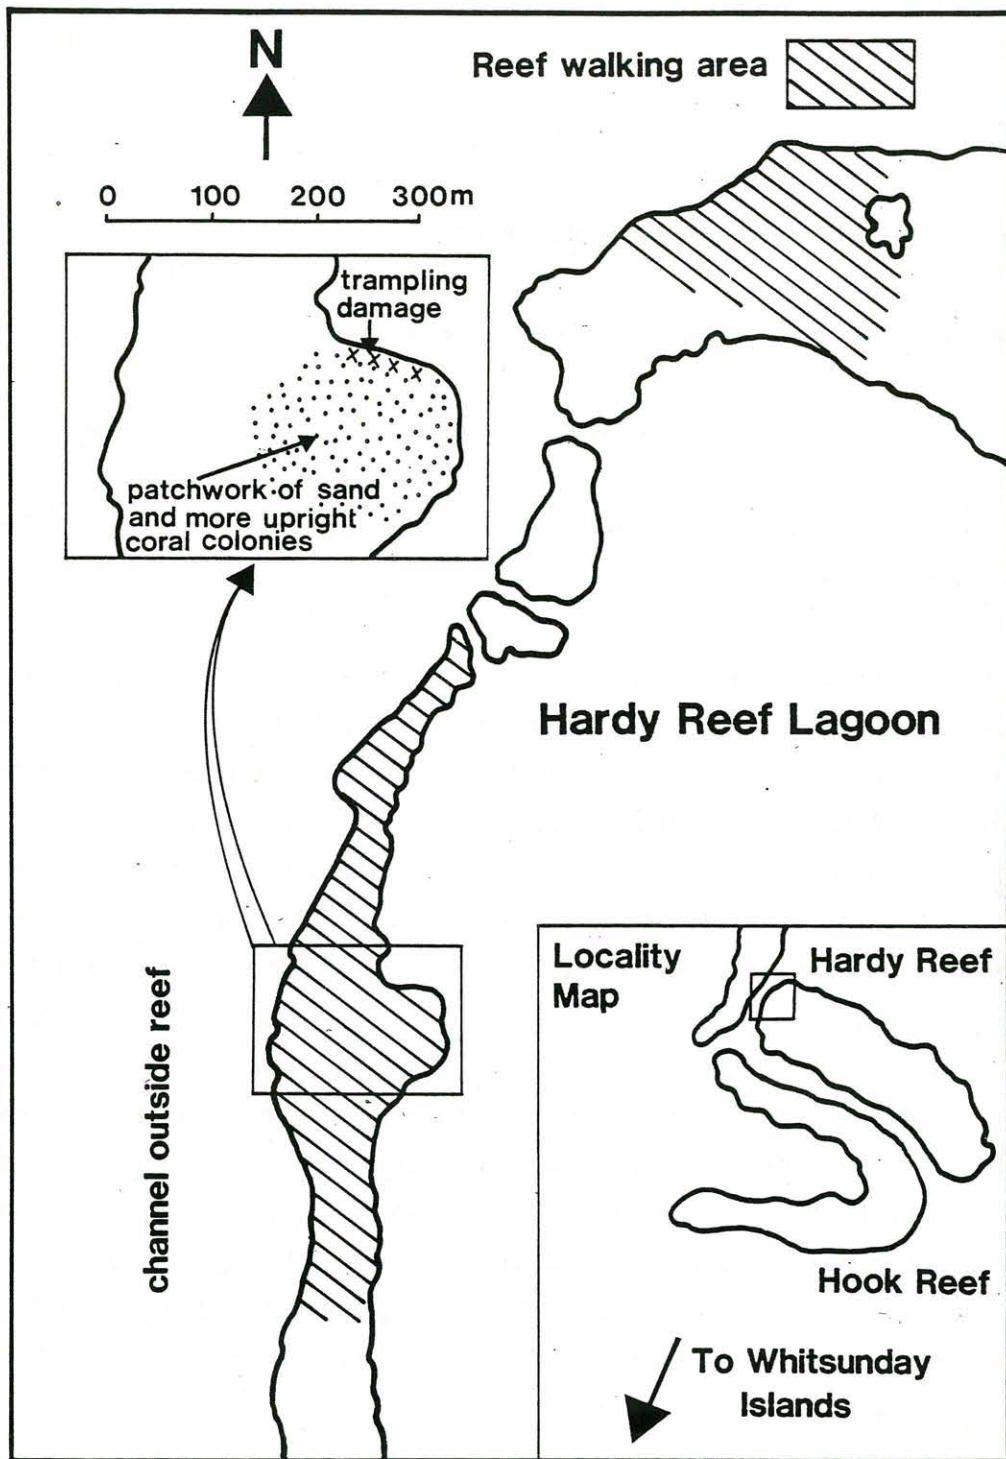 N
Reef walking area
0 100 200 300m
trampling
damage
patchwork of sand
and more upright
coral colonies
Hardy Reef Lagoon
channel outside reef
Locality
Map
Hardy Reef
Hook Reef
To Whitsunday
Islands